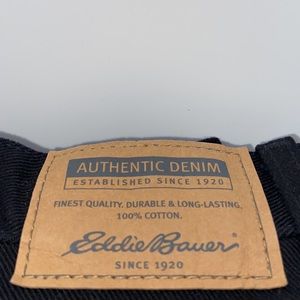 AUTHENTIC DENIM
ESTABLISHED SINCE 1920
FINEST QUALITY, DURABLE & LONG-LASTING.
100% COTTON.
Eddie Bauer
SINCE 1920